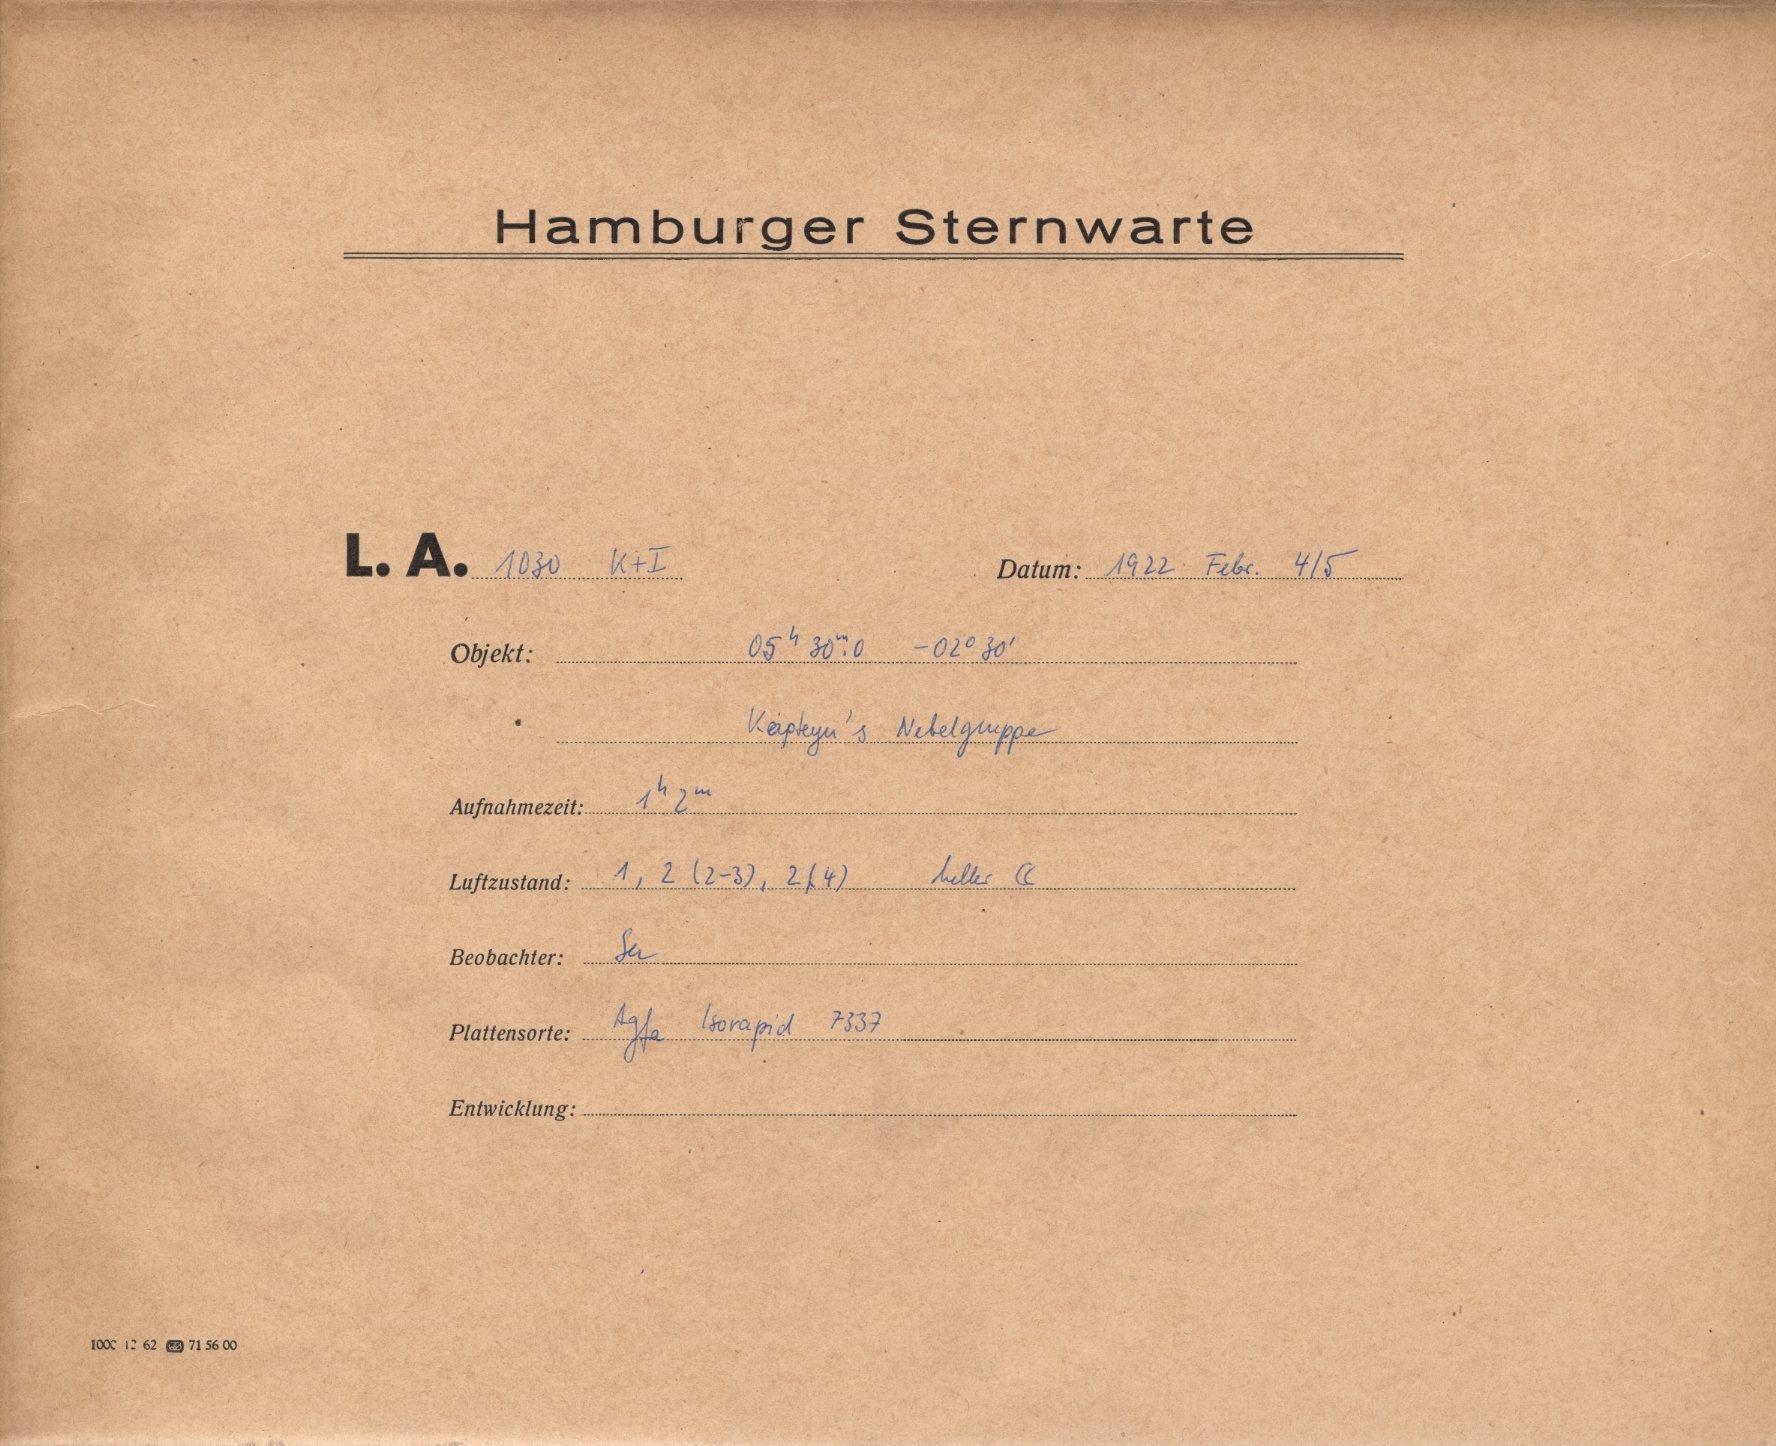 Hamburger Sternwarte
L. A. 1030 K+I Datum: 1922 Febr. 4/5
Objekt: 05ʰ 30ᵐ.0 -02° 30'
Kapteyn's Nebelgruppe
Aufnahmezeit: 1ʰ 2ᵐ
Luftzustand: 1, 2 (2-3), 2(4) heller ☾
Beobachter:
Plattensorte: Agfa Isorapid 7337
Entwicklung:
1000 12 62 71 56 00